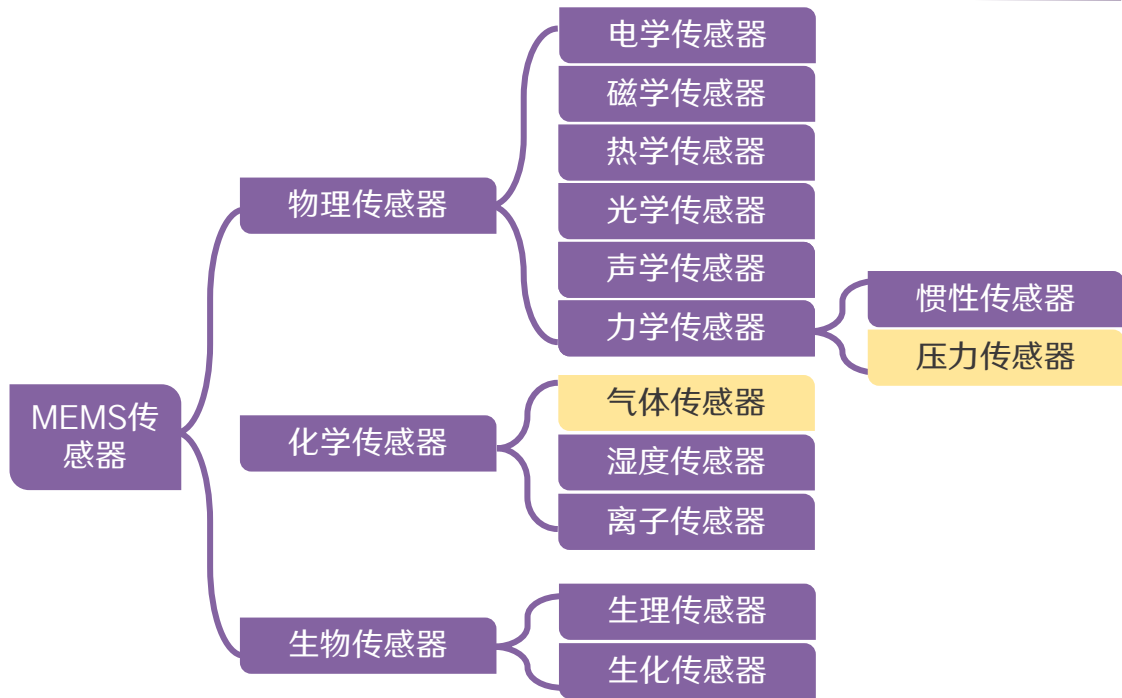 电学传感器
磁学传感器
热学传感器
物理传感器
光学传感器
声学传感器
惯性传感器
力学传感器
压力传感器
气体传感器
MEMS传
感器
化学传感器
湿度传感器
离子传感器
生理传感器
生物传感器
生化传感器